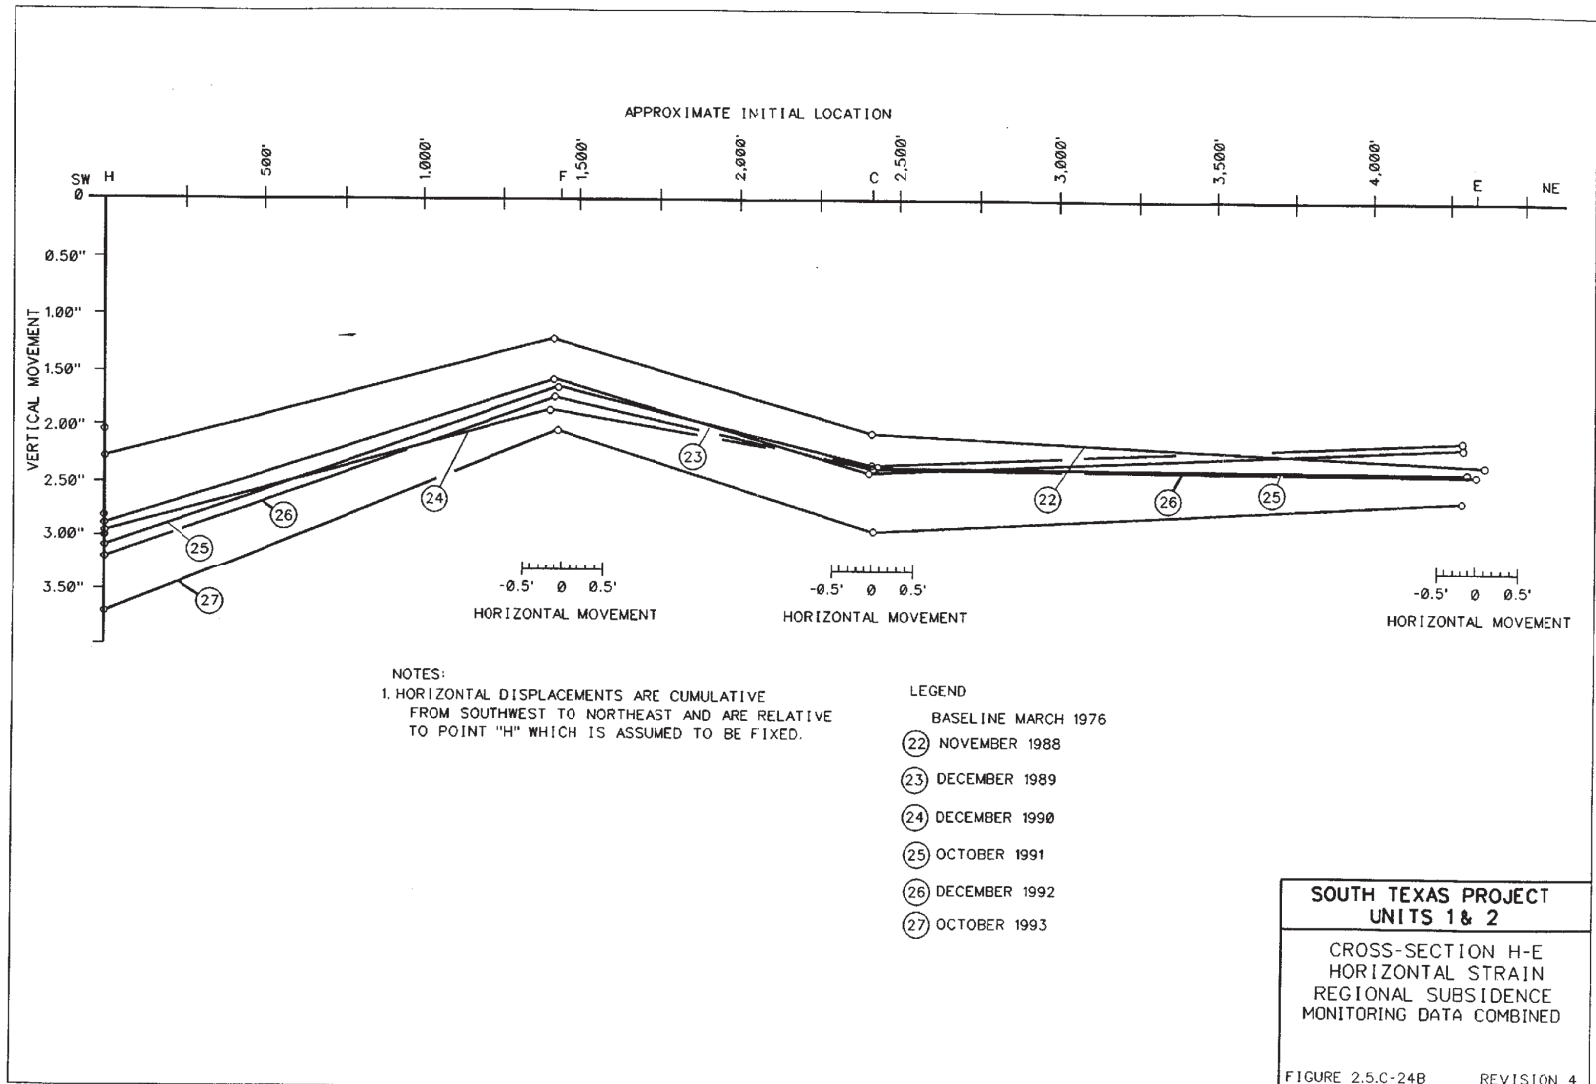 APPROXIMATE INITIAL LOCATION
500'
1,000'
1,500'
2,000'
2,500'
3,000'
3,500'
4,000'
SW H F C E NE
0
0.50"
1.00"
1.50"
2.00"
2.50"
3.00"
3.50"
VERTICAL MOVEMENT
23
24
22
26
25
26
25
27
-0.5' 0 0.5'
HORIZONTAL MOVEMENT
-0.5' 0 0.5'
HORIZONTAL MOVEMENT
-0.5' 0 0.5'
HORIZONTAL MOVEMENT
NOTES:
1. HORIZONTAL DISPLACEMENTS ARE CUMULATIVE
FROM SOUTHWEST TO NORTHEAST AND ARE RELATIVE
TO POINT "H" WHICH IS ASSUMED TO BE FIXED.
LEGEND
BASELINE MARCH 1976
22 NOVEMBER 1988
23 DECEMBER 1989
24 DECEMBER 1990
25 OCTOBER 1991
26 DECEMBER 1992
27 OCTOBER 1993
SOUTH TEXAS PROJECT
UNITS 1 & 2
CROSS-SECTION H-E
HORIZONTAL STRAIN
REGIONAL SUBSIDENCE
MONITORING DATA COMBINED
FIGURE 2.5.C-24B REVISION 4